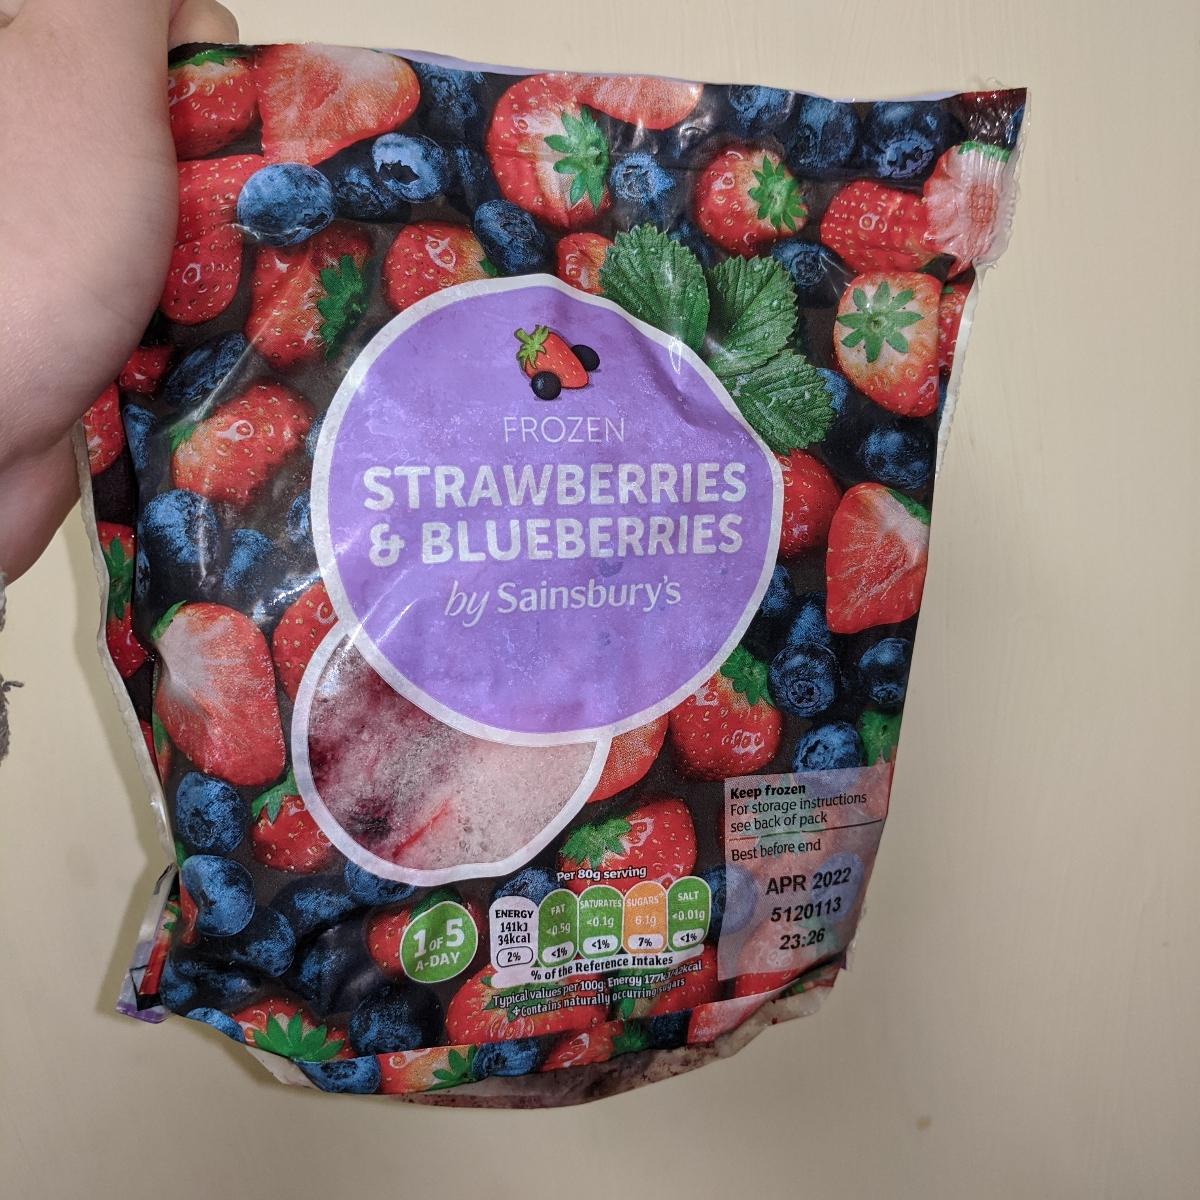 FROZEN
STRAWBERRIES
& BLUEBERRIES
by Sainsbury's
Keep frozen
For storage instructions
see back of pack
Best before end
APR 2022
5120113
23:26
Per 80g serving
1 OF 5
A-DAY
ENERGY
141kJ
34kcal
2%
FAT
<0.5g
<1%
SATURATES
<0.1g
<1%
SUGARS+
6.1g
7%
SALT
<0.01g
<1%
% of the Reference Intakes
Typical values per 100g: Energy 177kJ/42kcal
+Contains naturally occurring sugars